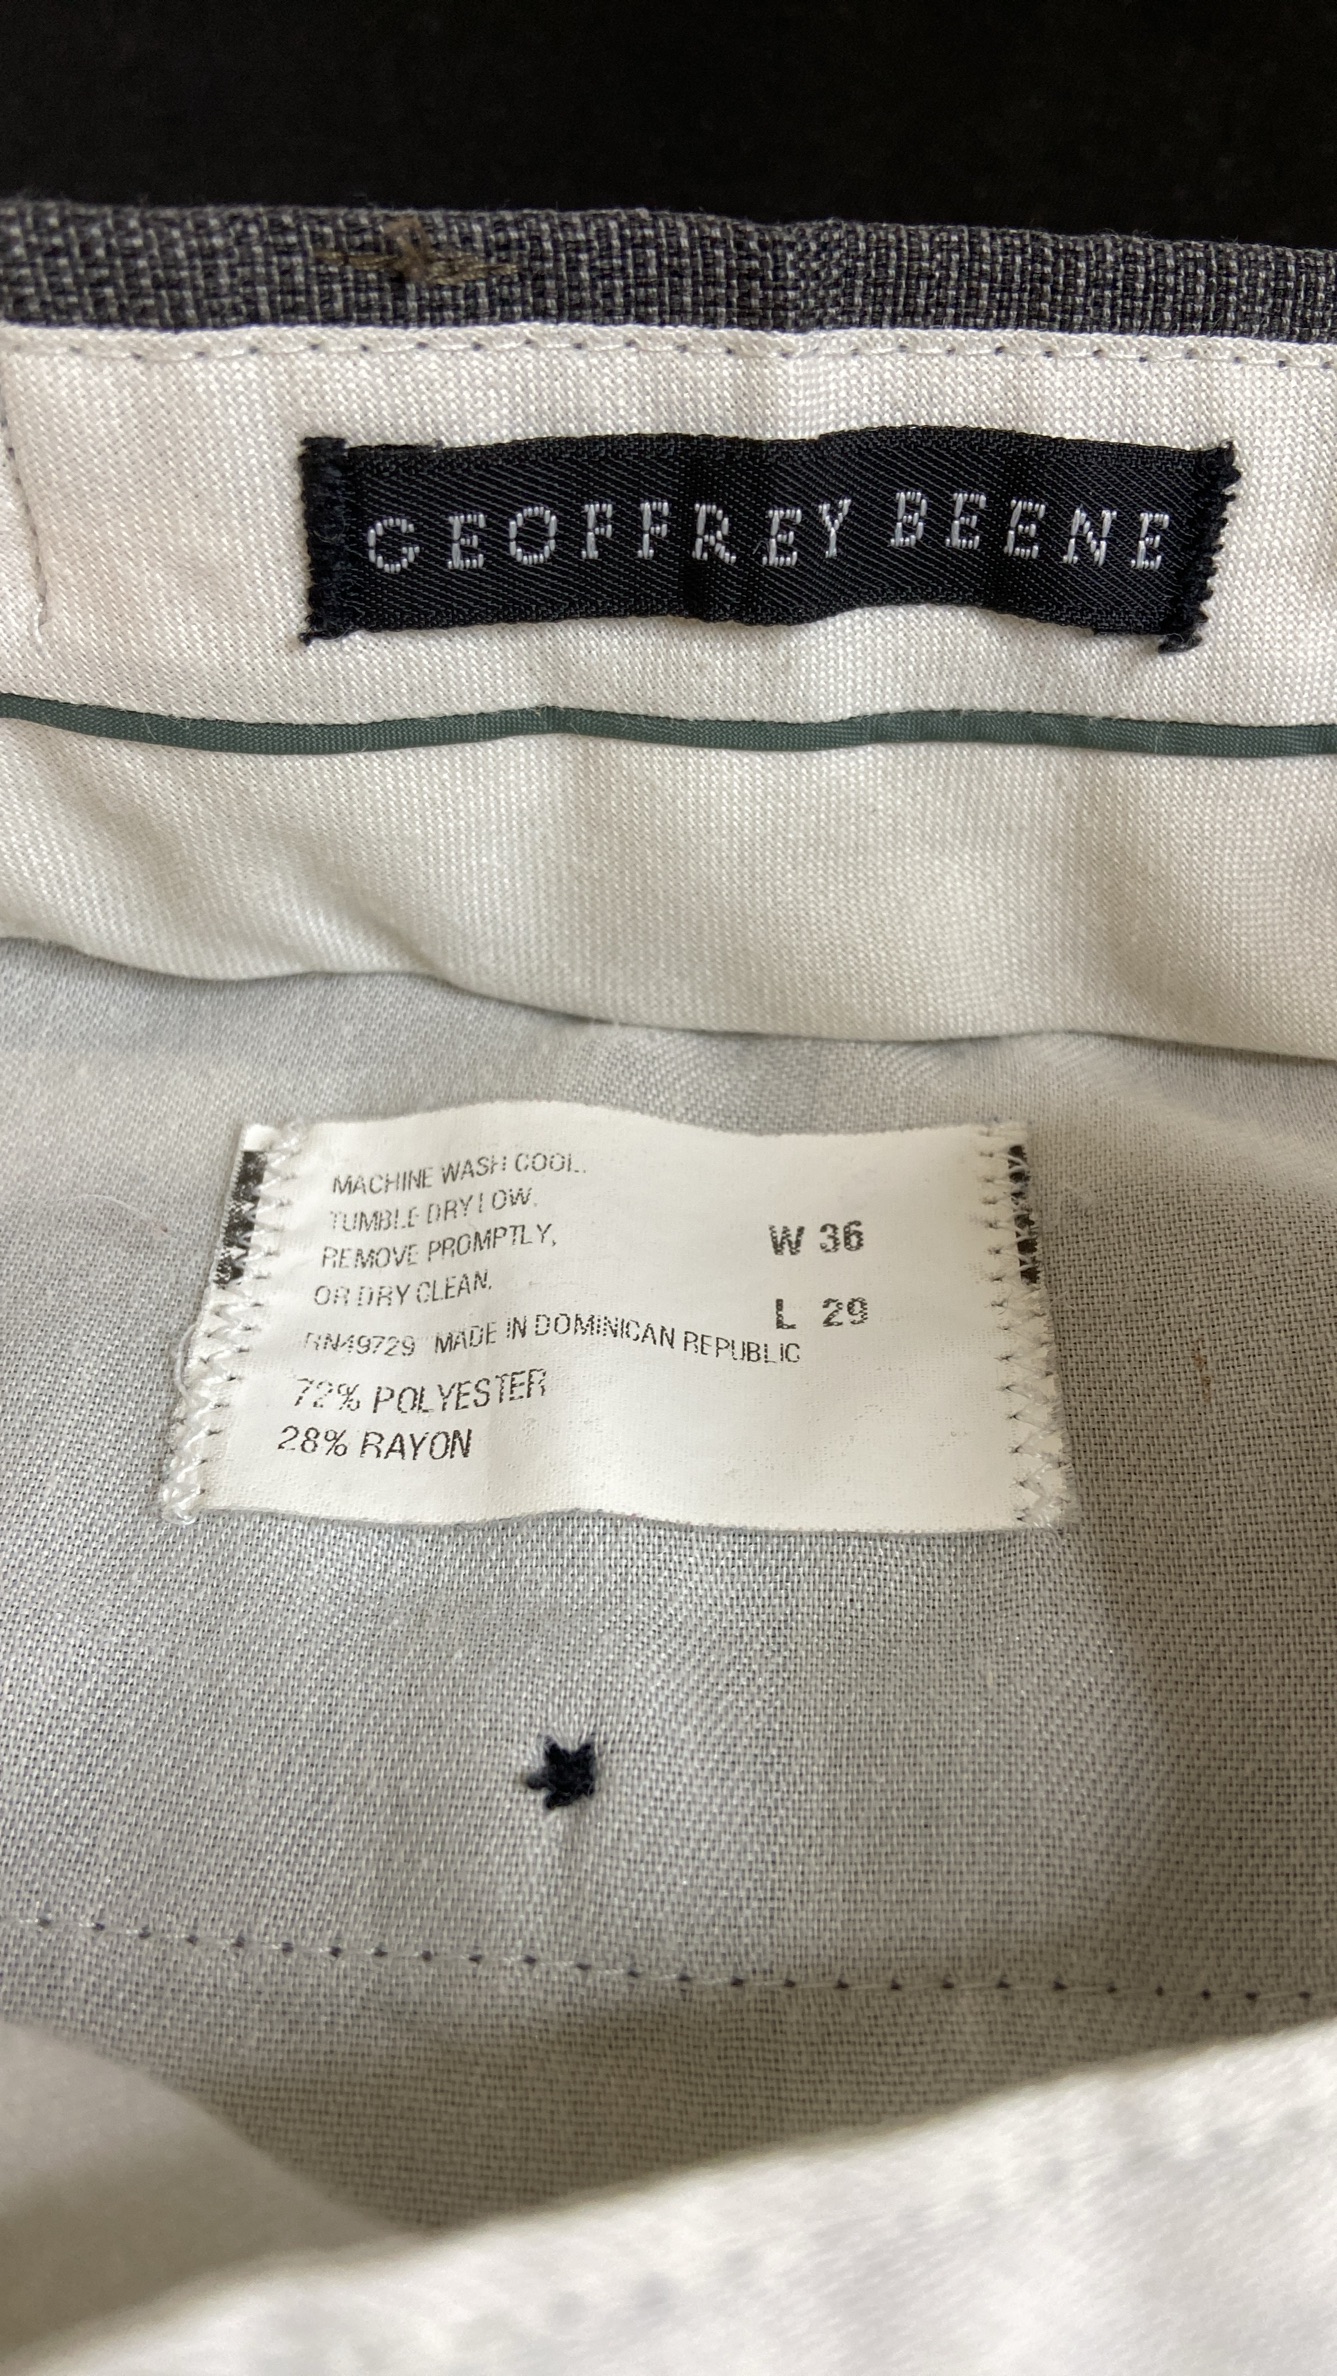 GEOFFREY BEENE
MACHINE WASH COOL.
TUMBLE DRY LOW.
REMOVE PROMPTLY,
OR DRY CLEAN.
W 36
L 29
RN49729 MADE IN DOMINICAN REPUBLIC
72% POLYESTER
28% RAYON